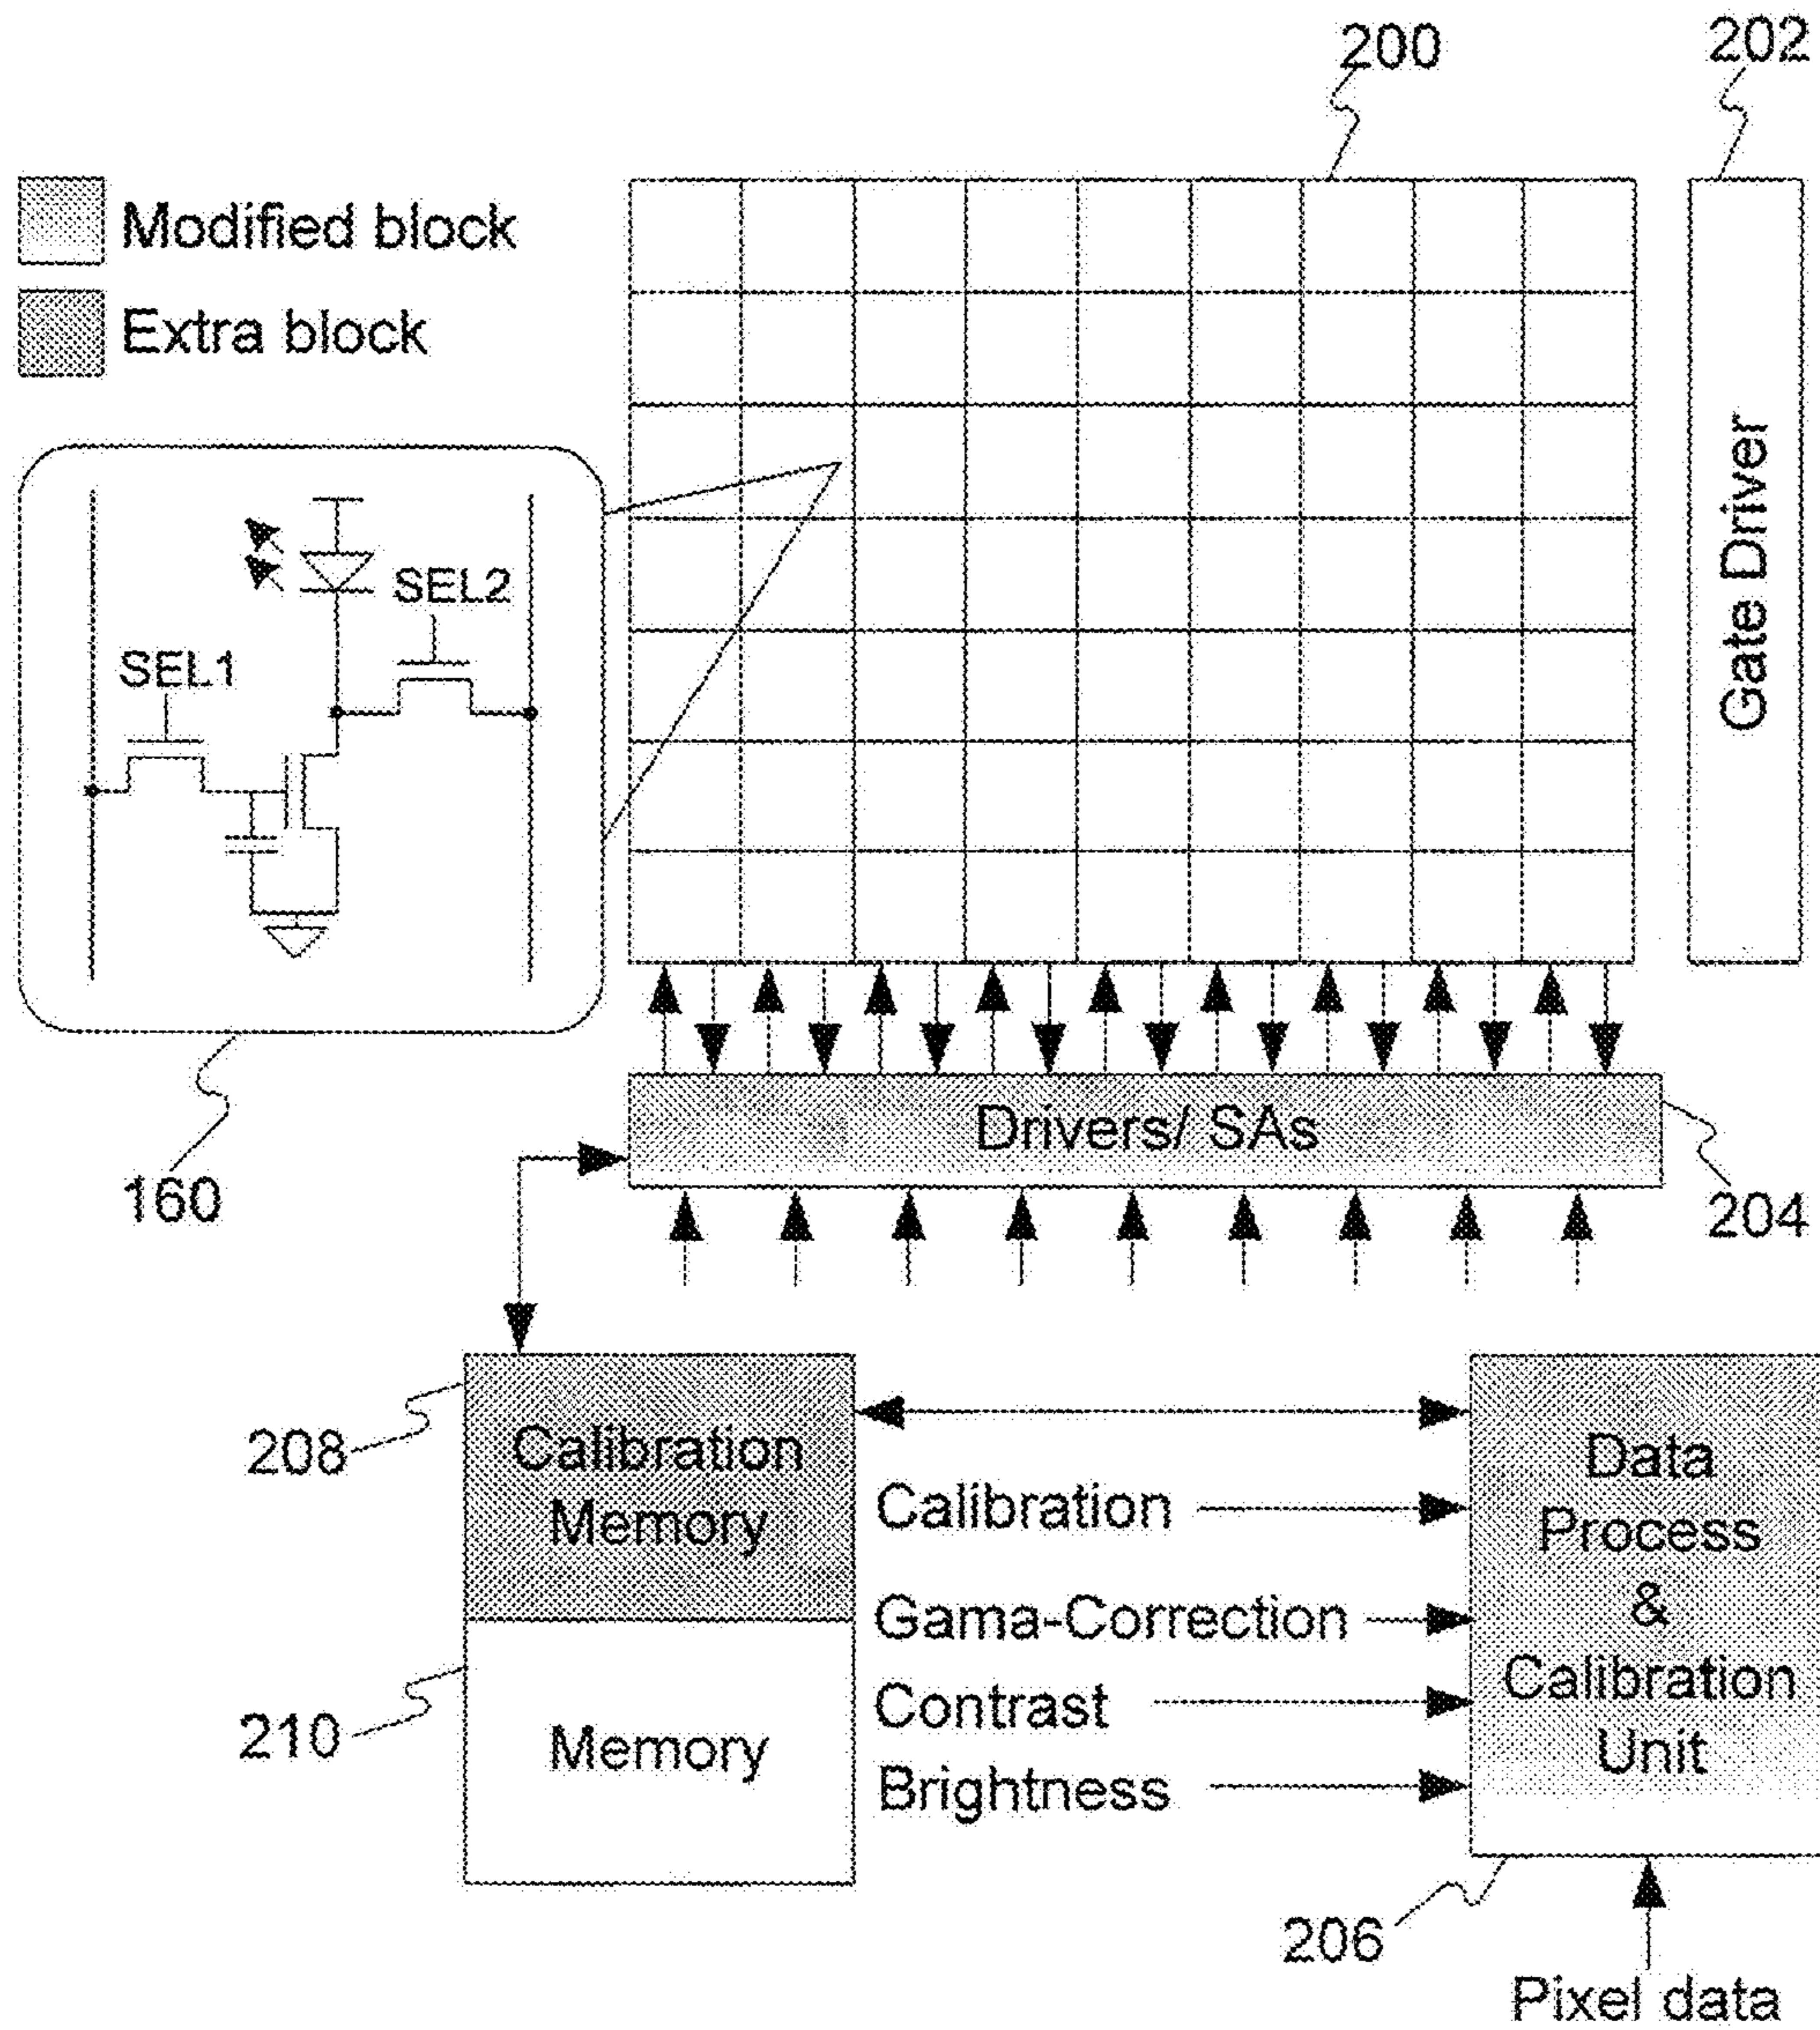 200
202
Modified block
Extra block
Gate Driver
SEL2
SEL1
Drivers/ SAs
160
204
208
Calibration
Memory
Data
Process
&
Calibration
Unit
Calibration
Gama-Correction
Contrast
Brightness
210
Memory
206
Pixel data